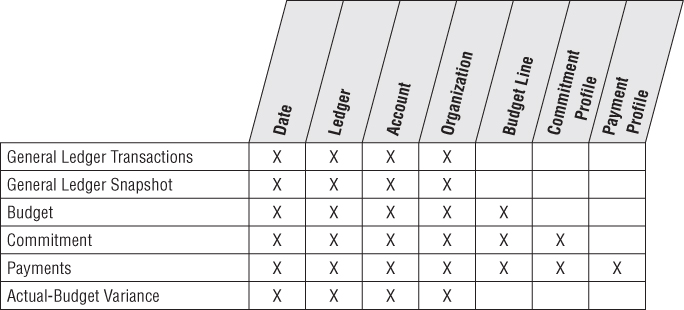 Date
Ledger
Account
Organization
Budget Line
Commitment
Profile
Payment
Profile
General Ledger Transactions X X X X
General Ledger Snapshot X X X X
Budget X X X X X
Commitment X X X X X X
Payments X X X X X X X
Actual-Budget Variance X X X X